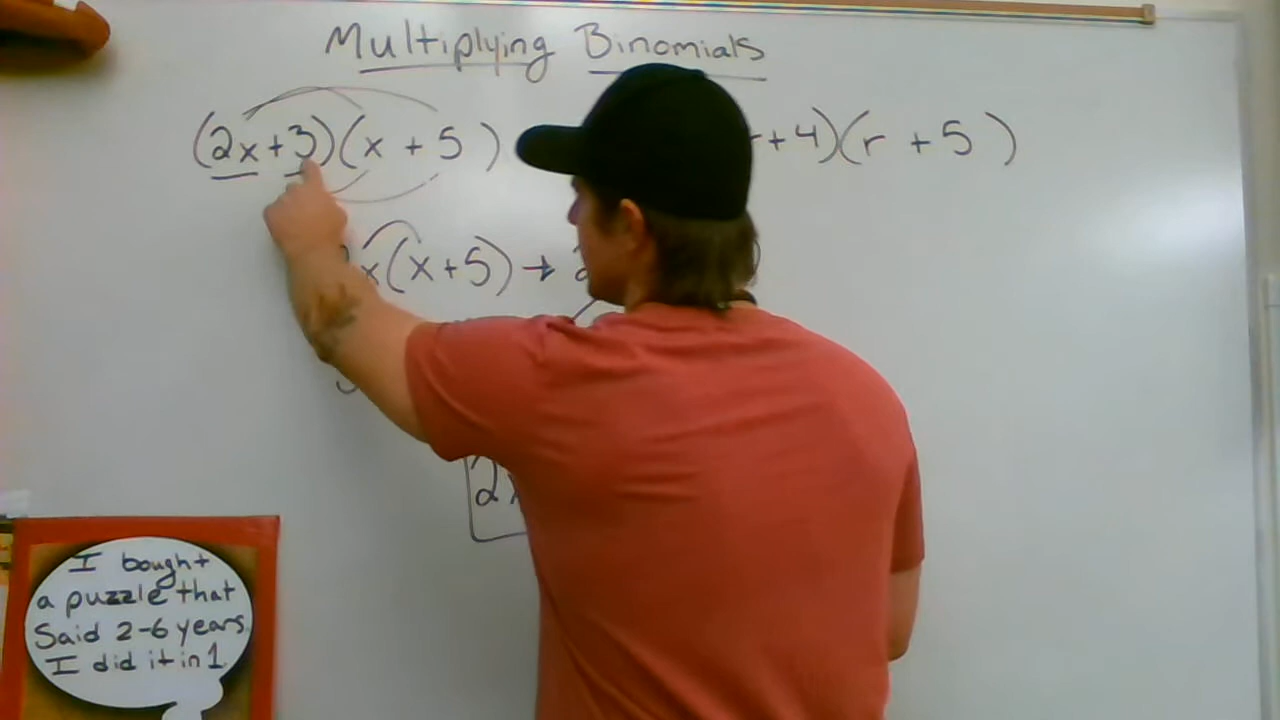 Multiplying Binomials
(2x+3)(x + 5) +4)(r + 5)
x(x+5) →
2x
I bought
a puzzle that
Said 2-6 years
I did it in 1